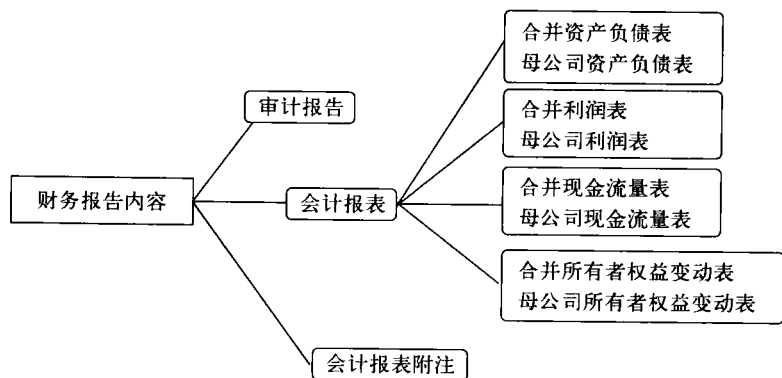 财务报告内容
审计报告
会计报表
会计报表附注
合并资产负债表
母公司资产负债表
合并利润表
母公司利润表
合并现金流量表
母公司现金流量表
合并所有者权益变动表
母公司所有者权益变动表